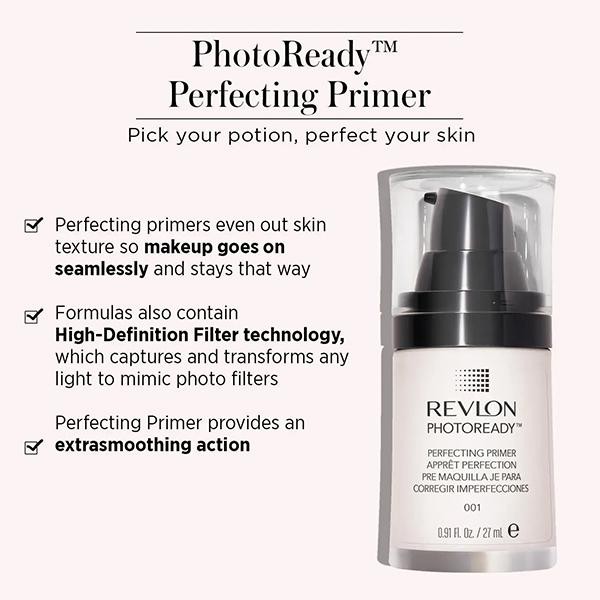 PhotoReady™
Perfecting Primer
Pick your potion, perfect your skin
Perfecting primers even out skin
texture so makeup goes on
seamlessly and stays that way
Formulas also contain
High-Definition Filter technology,
which captures and transforms any
light to mimic photo filters
Perfecting Primer provides an
extrasmoothing action
REVLON
PHOTOREADY™
PERFECTING PRIMER
APPRÊT PERFECTION
PRE MAQUILLA JE PARA
CORREGIR IMPERFECCIONES
001
0.91 Fl. Oz. / 27 mL e